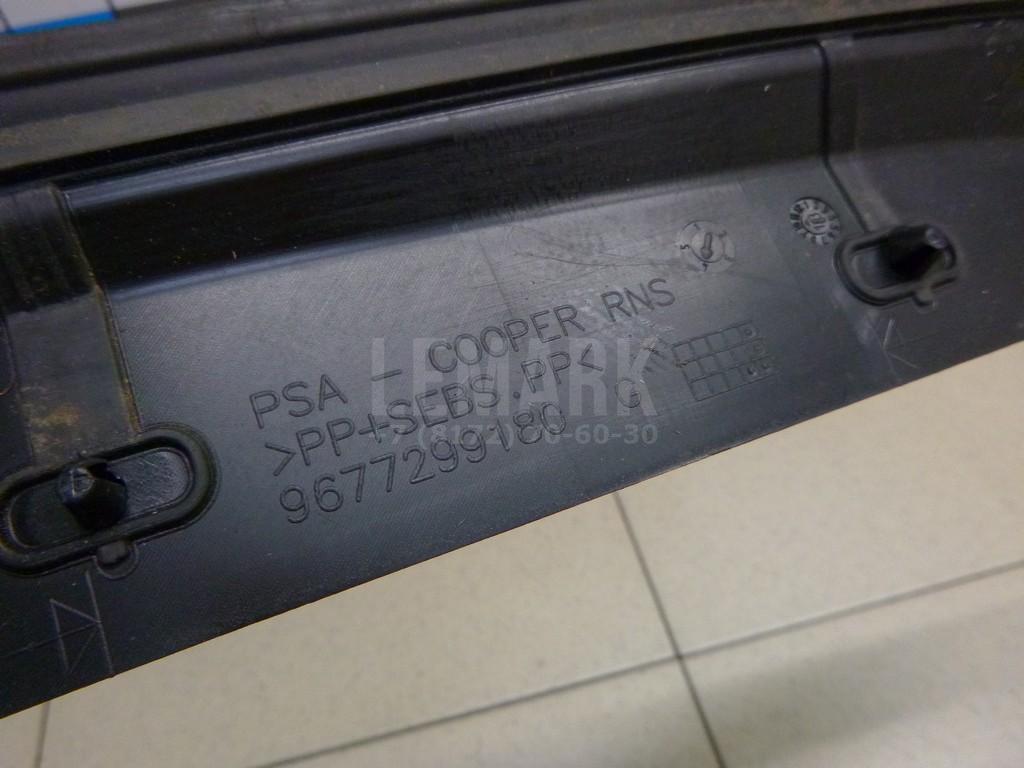 PSA - COOPER RNS
>PP+SEBS.PP<
9677299180 G
LEMARK